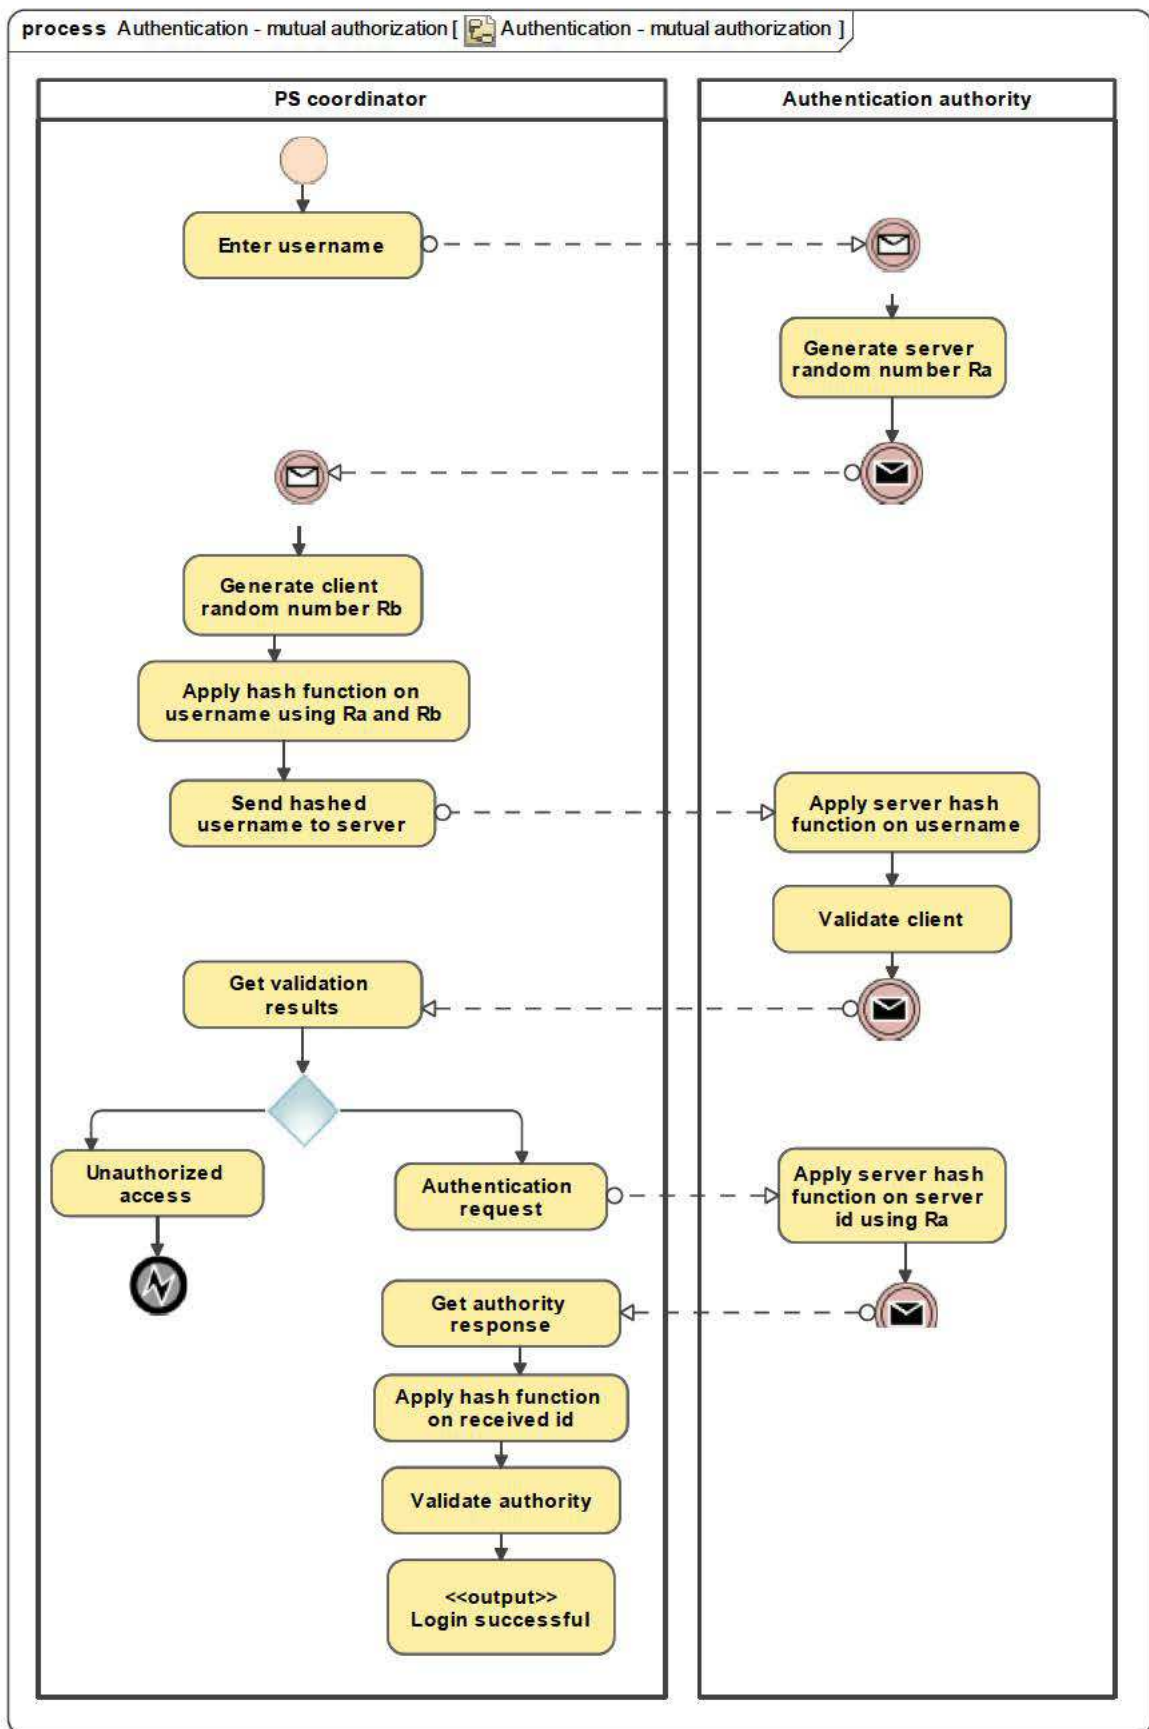 process Authentication - mutual authorization [ Authentication - mutual authorization ]
PS coordinator
Authentication authority
Enter username
Generate server
random number Ra
Generate client
random number Rb
Apply hash function on
username using Ra and Rb
Send hashed
username to server
Apply server hash
function on username
Validate client
Get validation
results
Unauthorized
access
Authentication
request
Apply server hash
function on server
id using Ra
Get authority
response
Apply hash function
on received id
Validate authority
<<output>>
Login successful